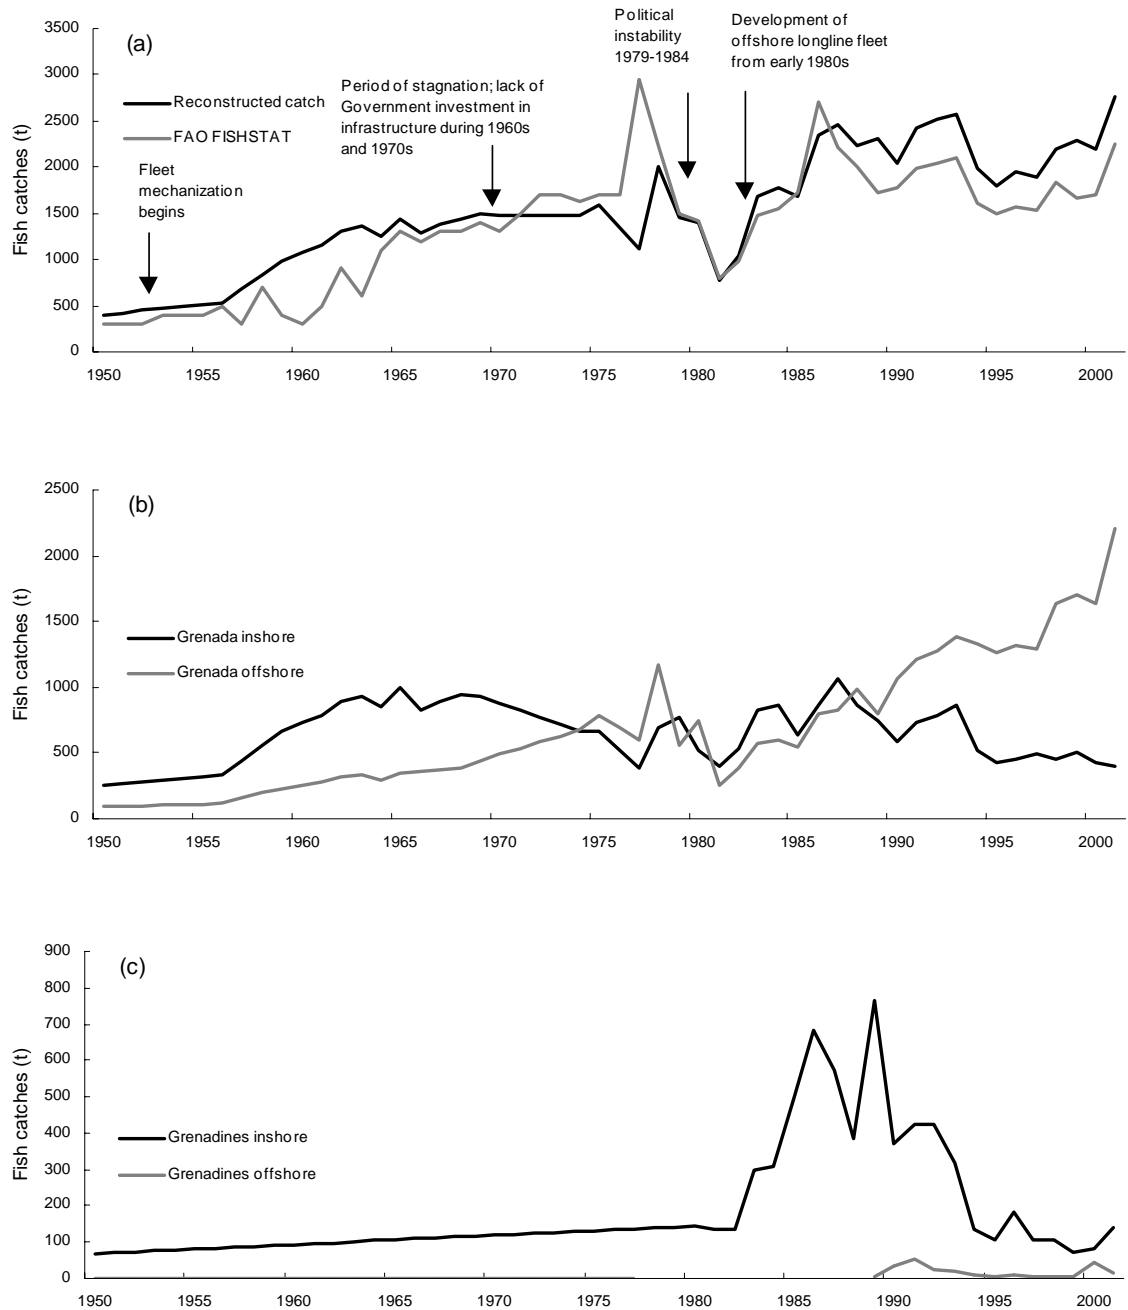 3500
3000
2500
2000
1500
1000
500
0
Fish catches (t)
(a)
Reconstructed catch
FAO FISHSTAT
Fleet
mechanization
begins
Period of stagnation; lack of
Government investment in
infrastructure during 1960s
and 1970s
Political
instability
1979-1984
Development of
offshore longline fleet
from early 1980s
1950 1955 1960 1965 1970 1975 1980 1985 1990 1995 2000
2500
2000
1500
1000
500
0
Fish catches (t)
(b)
Grenada inshore
Grenada offshore
1950 1955 1960 1965 1970 1975 1980 1985 1990 1995 2000
900
800
700
600
500
400
300
200
100
0
Fish catches (t)
(c)
Grenadines inshore
Grenadines offshore
1950 1955 1960 1965 1970 1975 1980 1985 1990 1995 2000